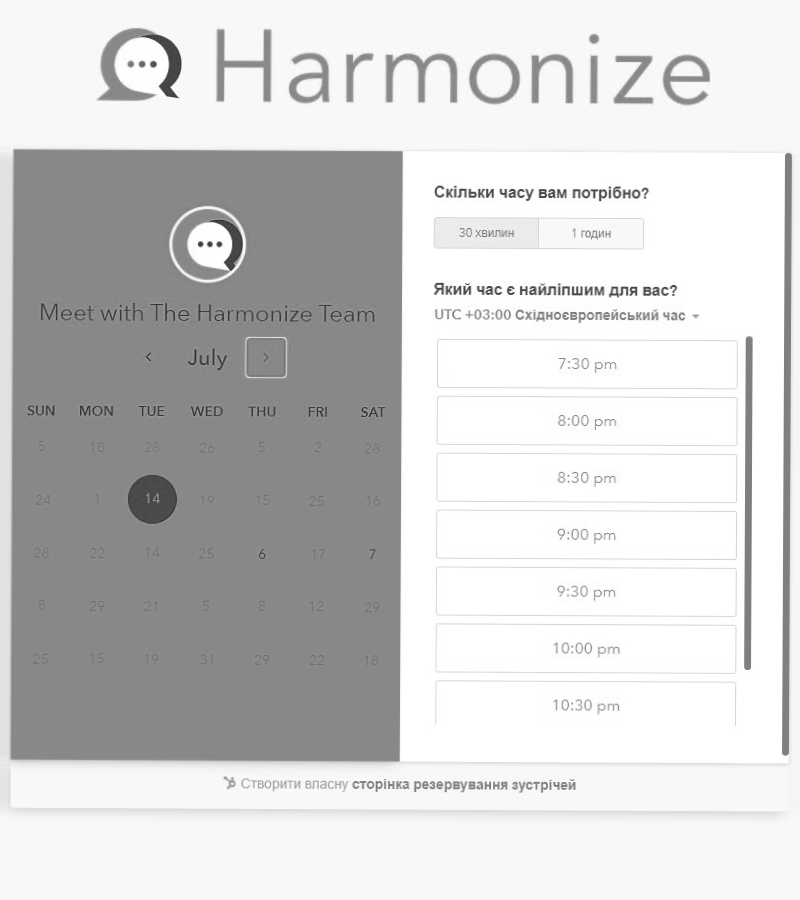 Harmonize
Meet with The Harmonize Team
July
SUN MON TUE WED THU FRI SAT
5 18 28 26 5 2 28
24 1 14 19 15 25 16
28 22 14 25 6 17 7
8 29 21 5 8 12 29
25 15 19 31 29 22 18
Скільки часу вам потрібно?
30 хвилин 1 годин
Який час є найліпшим для вас?
UTC +03:00 Східноєвропейський час
7:30 pm
8:00 pm
8:30 pm
9:00 pm
9:30 pm
10:00 pm
10:30 pm
Створити власну сторінка резервування зустрічей